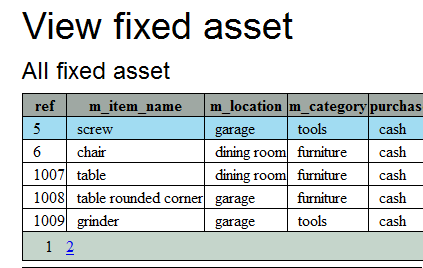 View fixed asset
All fixed asset
ref m_item_name m_location m_category purchas
5 screw garage tools cash
6 chair dining room furniture cash
1007 table dining room furniture cash
1008 table rounded corner garage furniture cash
1009 grinder garage tools cash
1 2